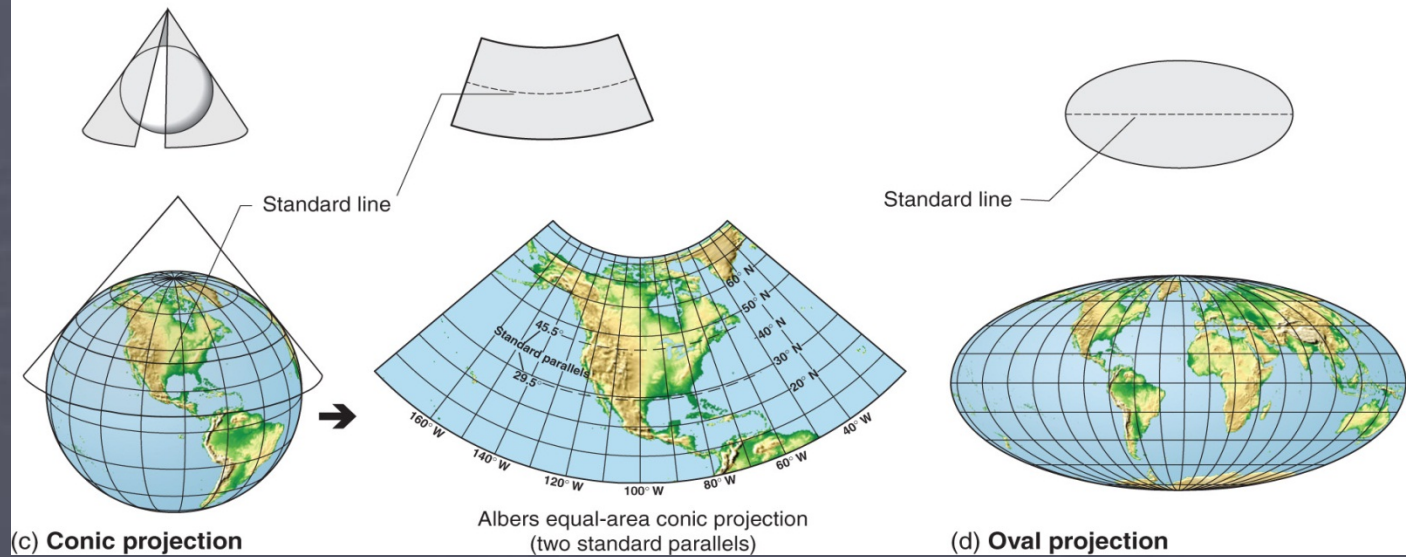 Standard line
Standard line
60° N
50° N
40° N
30° N
20° N
45.5°
Standard parallels
29.5
160° W
140° W
120° W
100° W
80° W
60° W
40° W
Albers equal-area conic projection
(two standard parallels)
(c) Conic projection
(d) Oval projection